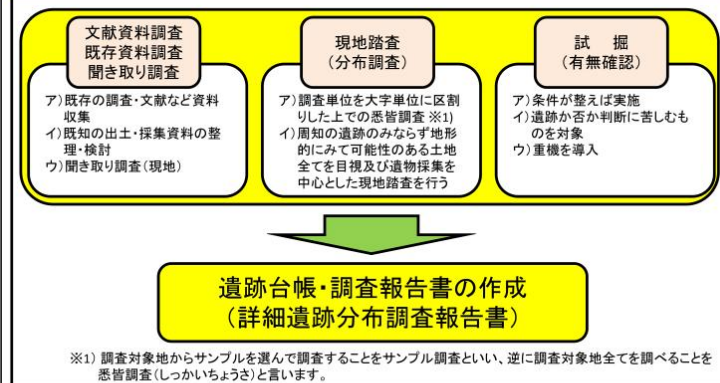 文献資料調査
既存資料調査
聞き取り調査
ア)既存の調査・文献など資料
収集
イ)既知の出土・採集資料の整
理・検討
ウ)聞き取り調査(現地)
現地踏査
(分布調査)
ア)調査単位を大字単位に区割
りした上での悉皆調査 ※1)
イ)周知の遺跡のみならず地形
的にみて可能性のある土地
全てを目視及び遺物採集を
中心とした現地踏査を行う
試 掘
(有無確認)
ア)条件が整えば実施
イ)遺跡か否か判断に苦しむも
のを対象
ウ)重機を導入
遺跡台帳・調査報告書の作成
(詳細遺跡分布調査報告書)
※1) 調査対象地からサンプルを選んで調査することをサンプル調査といい、逆に調査対象地全てを調べることを
悉皆調査(しっかいちょうさ)と言います。